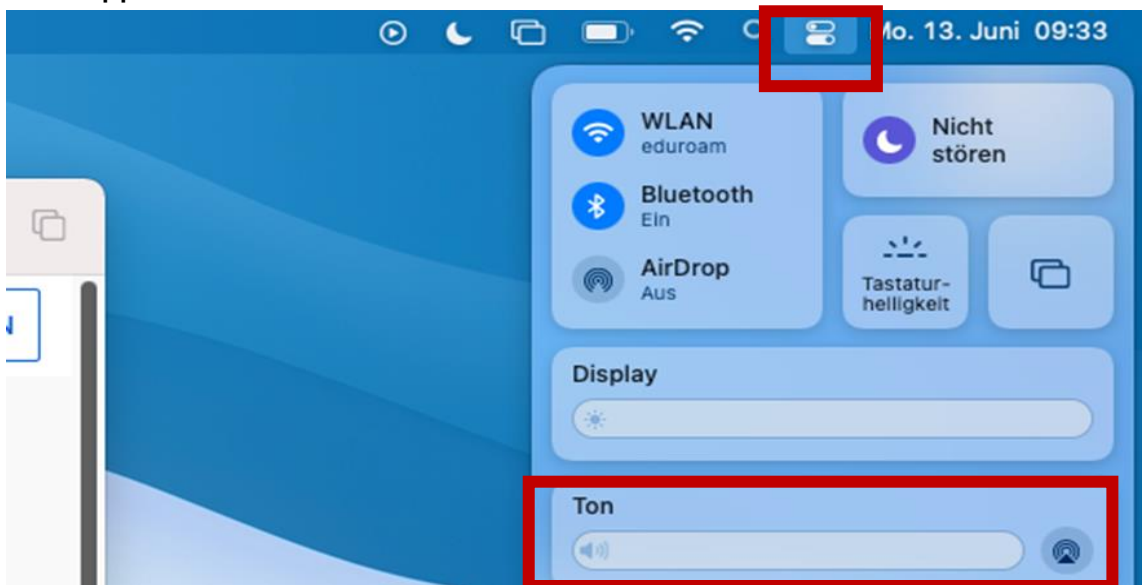 Mo. 13. Juni 09:33
WLAN
eduroam
Nicht
stören
Bluetooth
Ein
AirDrop
Aus
Tastatur-
helligkeit
N
Display
Ton